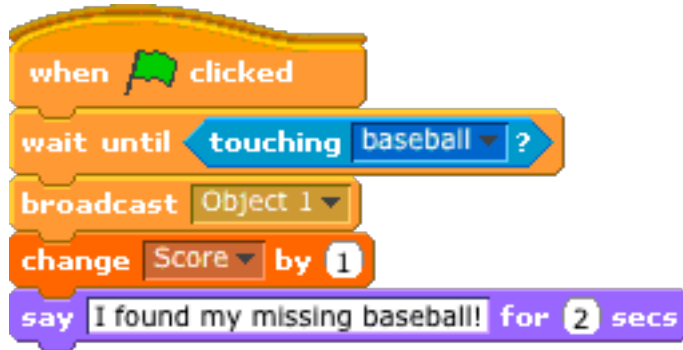 when clicked
wait until touching baseball ?
broadcast Object 1
change Score by 1
say I found my missing baseball! for 2 secs